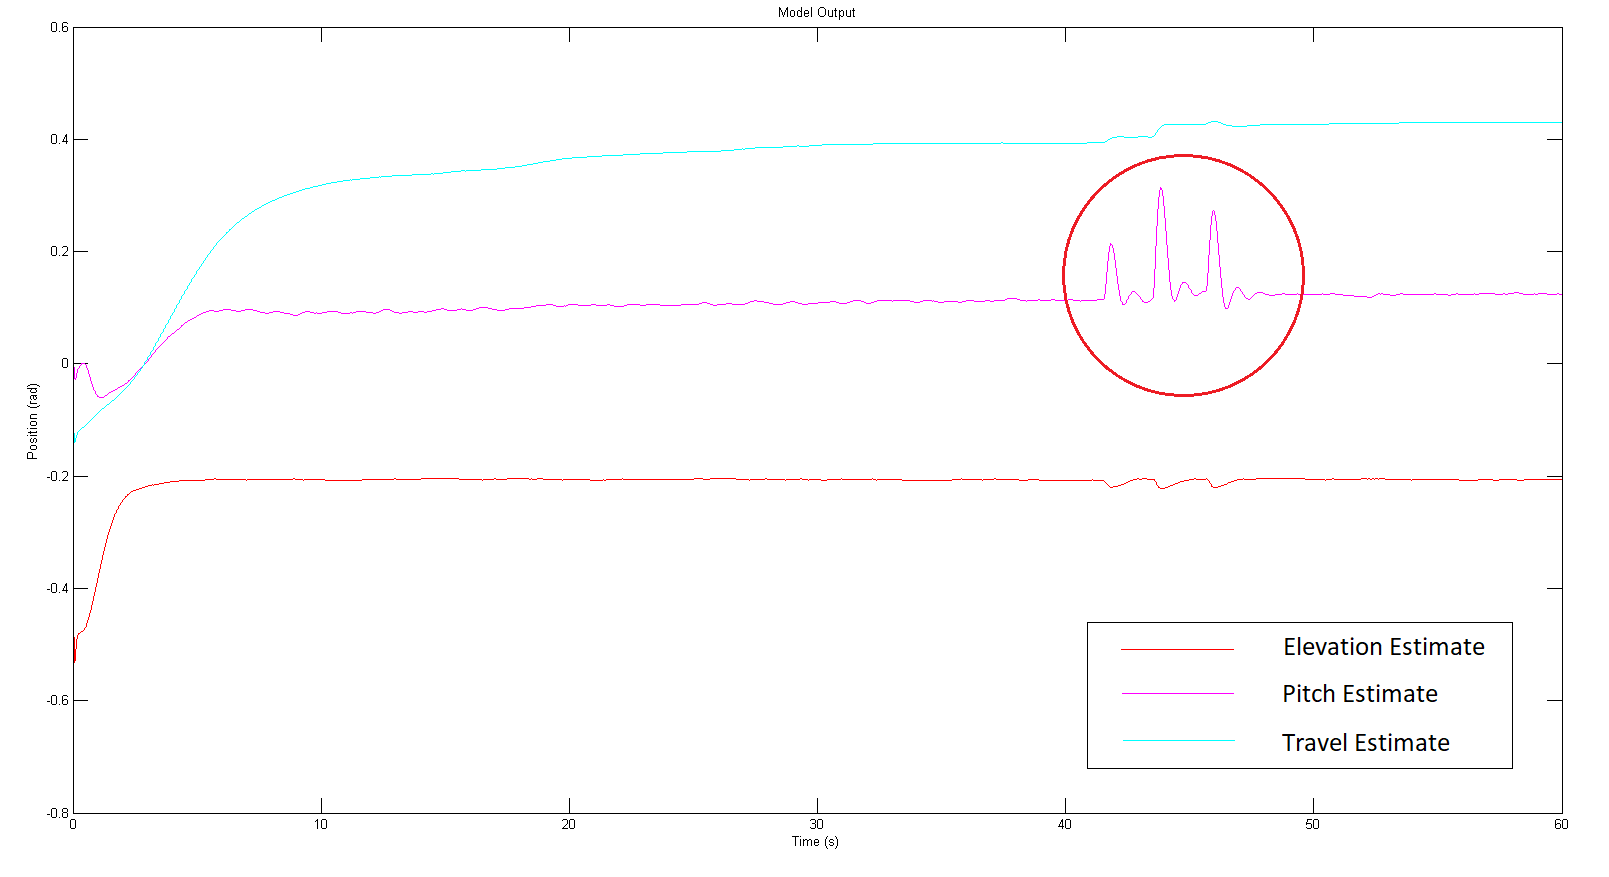 Model Output
0.6
0.4
0.2
0
-0.2
-0.4
-0.6
-0.8
Position (rad)
0 10 20 30 40 50 60
Time (s)
Elevation Estimate
Pitch Estimate
Travel Estimate